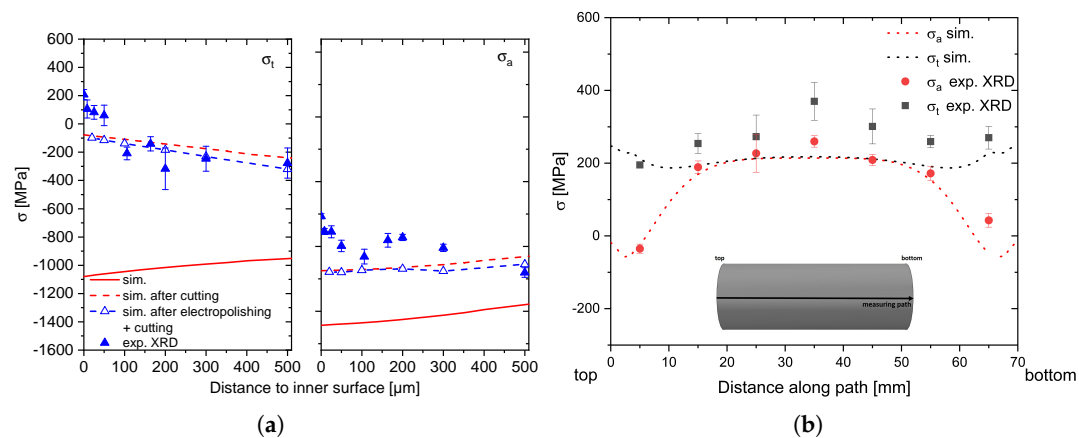 600
400
200
0
-200
-400
-600
-800
-1000
-1200
-1400
-1600
σ [MPa]
σt
σa
sim.
sim. after cutting
sim. after electropolishing
+ cutting
exp. XRD
0 100 200 300 400 500
0 100 200 300 400 500
Distance to inner surface [µm]
(a)
b)
600
400
200
0
-200
σ [MPa]
σa sim.
σt sim.
σa exp. XRD
σt exp. XRD
top
bottom
measuring path
0 10 20 30 40 50 60 70
top
Distance along path [mm]
bottom
(b)